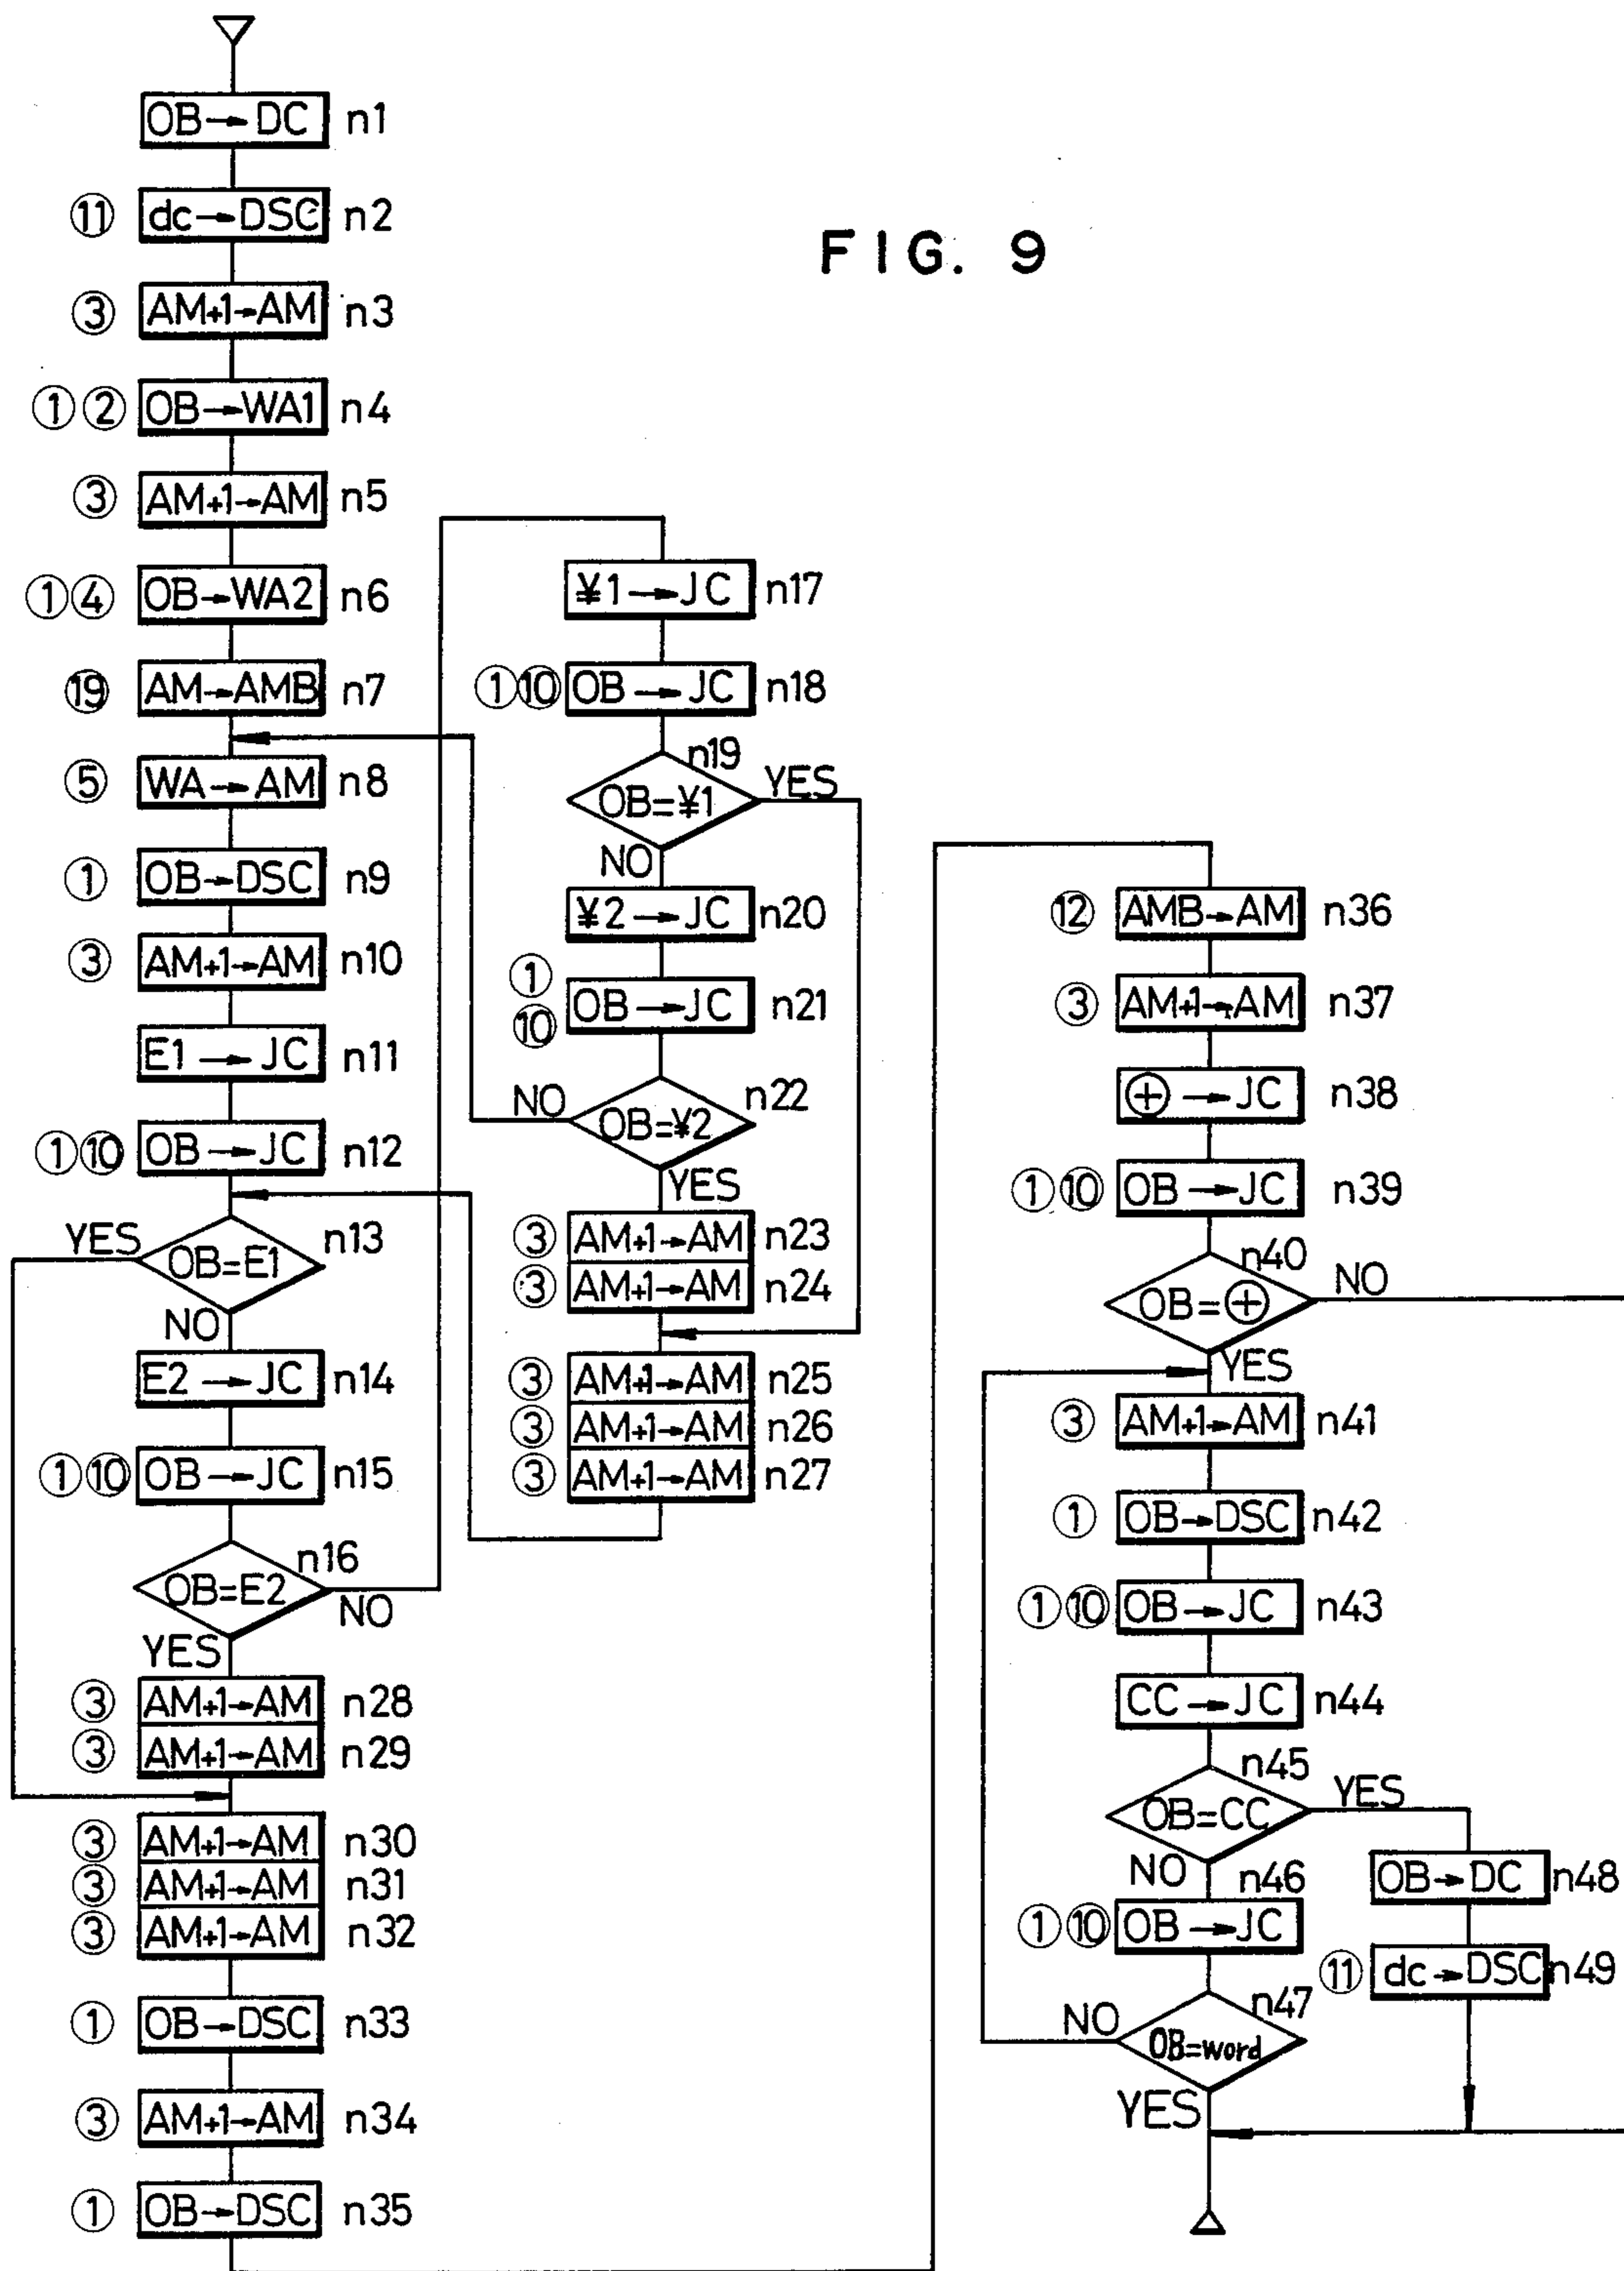 FIG. 9
OB→DC n1
⑪ dc→DSC n2
③ AM+1→AM n3
①② OB→WA1 n4
③ AM+1→AM n5
①④ OB→WA2 n6
⑲ AM→AMB n7
⑤ WA→AM n8
① OB→DSC n9
③ AM+1→AM n10
E1→JC n11
①⑩ OB→JC n12
OB=E1 n13
YES
NO
E2→JC n14
①⑩ OB→JC n15
OB=E2 n16
NO
YES
③ AM+1→AM n28
③ AM+1→AM n29
③ AM+1→AM n30
③ AM+1→AM n31
③ AM+1→AM n32
① OB→DSC n33
③ AM+1→AM n34
① OB→DSC n35
¥1→JC n17
①⑩ OB→JC n18
OB=¥1 n19
YES
NO
¥2→JC n20
①⑩ OB→JC n21
OB=¥2 n22
NO
YES
③ AM+1→AM n23
③ AM+1→AM n24
③ AM+1→AM n25
③ AM+1→AM n26
③ AM+1→AM n27
⑫ AMB→AM n36
③ AM+1→AM n37
⊕→JC n38
①⑩ OB→JC n39
OB=⊕ n40
NO
YES
③ AM+1→AM n41
① OB→DSC n42
①⑩ OB→JC n43
CC→JC n44
OB=CC n45
YES
NO
①⑩ OB→JC n46
OB=word n47
NO
YES
OB→DC n48
⑪ dc→DSC n49